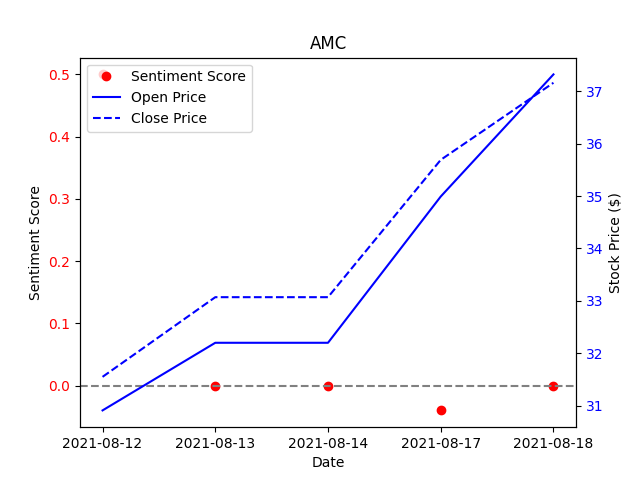 AMC
Sentiment Score
Open Price
Close Price
0.5
0.4
0.3
0.2
0.1
0.0
Sentiment Score
37
36
35
34
33
32
31
Stock Price ($)
2021-08-12 2021-08-13 2021-08-14 2021-08-17 2021-08-18
Date